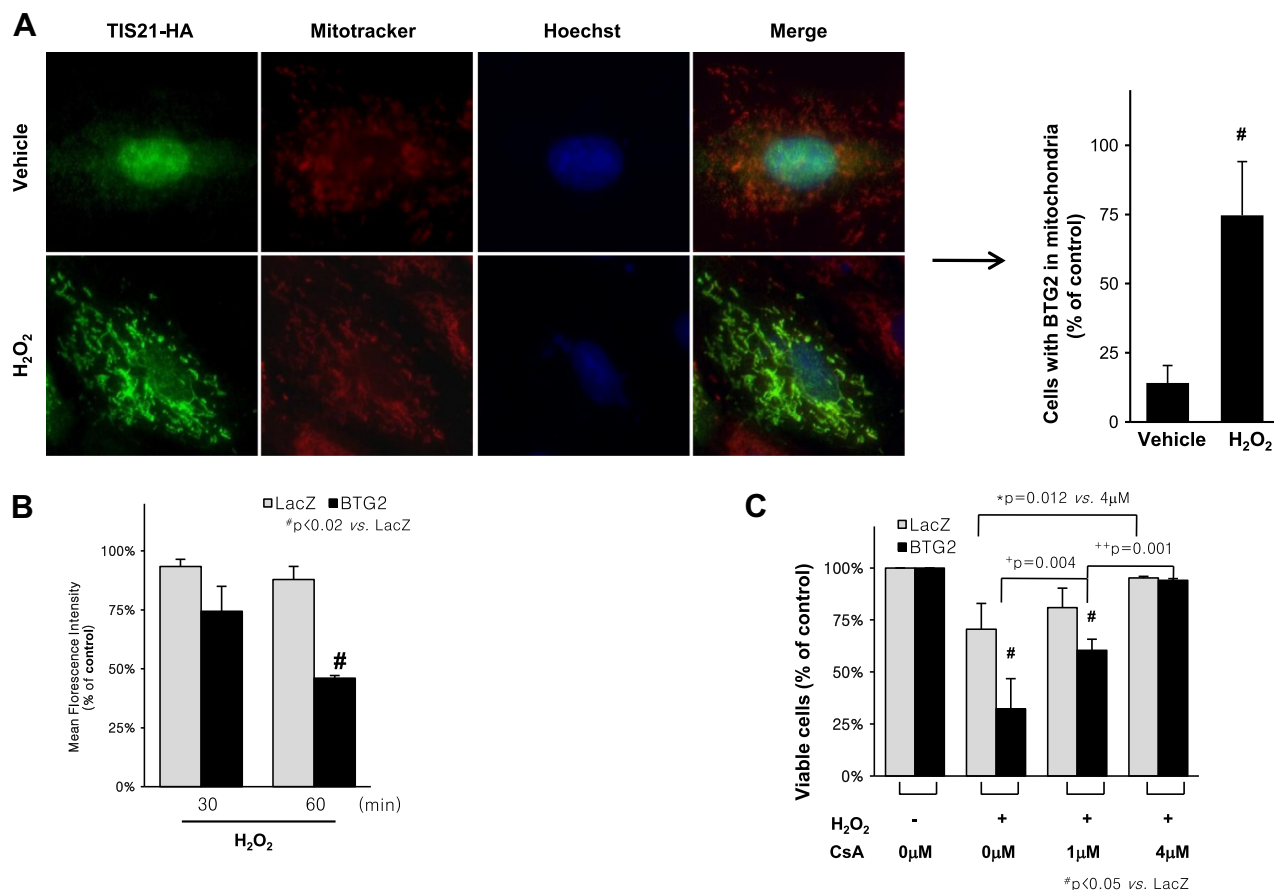 A
TIS21-HA Mitotracker Hoechst Merge
Vehicle
H₂O₂
Cells with BTG2 in mitochondria
(% of control)
100
75
50
25
0
#
Vehicle H₂O₂
B
LacZ BTG2
#p<0.02 vs. LacZ
Mean Florescence Intensity
(% of control)
100%
75%
50%
25%
0%
#
30 60 (min)
H₂O₂
C
*p=0.012 vs. 4μM
LacZ
BTG2
+p=0.004
++p=0.001
Viable cells (% of control)
100%
75%
50%
25%
0%
#
#
H₂O₂ - + + +
CsA 0μM 0μM 1μM 4μM
#p<0.05 vs. LacZ